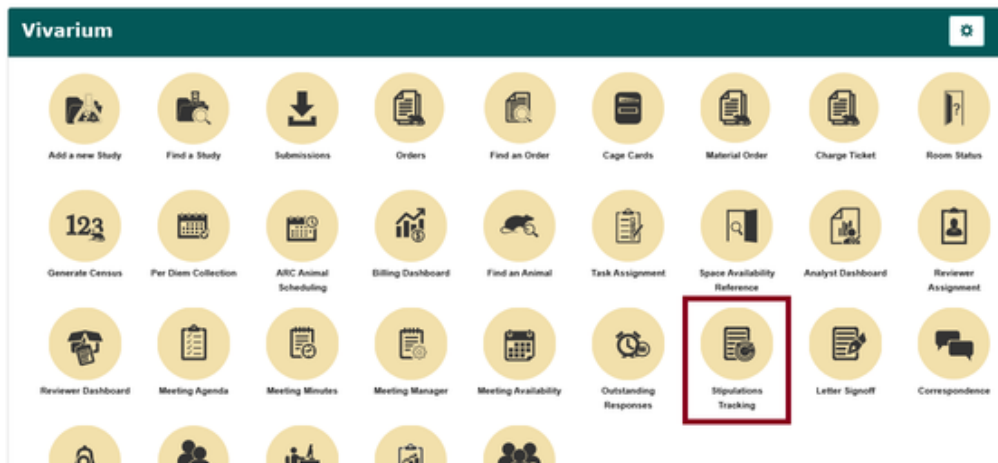 Vivarium
Add a new Study
Find a Study
Submissions
Orders
Find an Order
Cage Cards
Material Order
Charge Ticket
Room Status
?
123
Generate Census
Per Diem Collection
ARC Animal
Scheduling
Billing Dashboard
Find an Animal
Task Assignment
Space Availability
Reference
Analyst Dashboard
Reviewer
Assignment
Reviewer Dashboard
Meeting Agenda
Meeting Minutes
Meeting Manager
Meeting Availability
Outstanding
Responses
Stipulations
Tracking
Letter Signoff
Correspondence